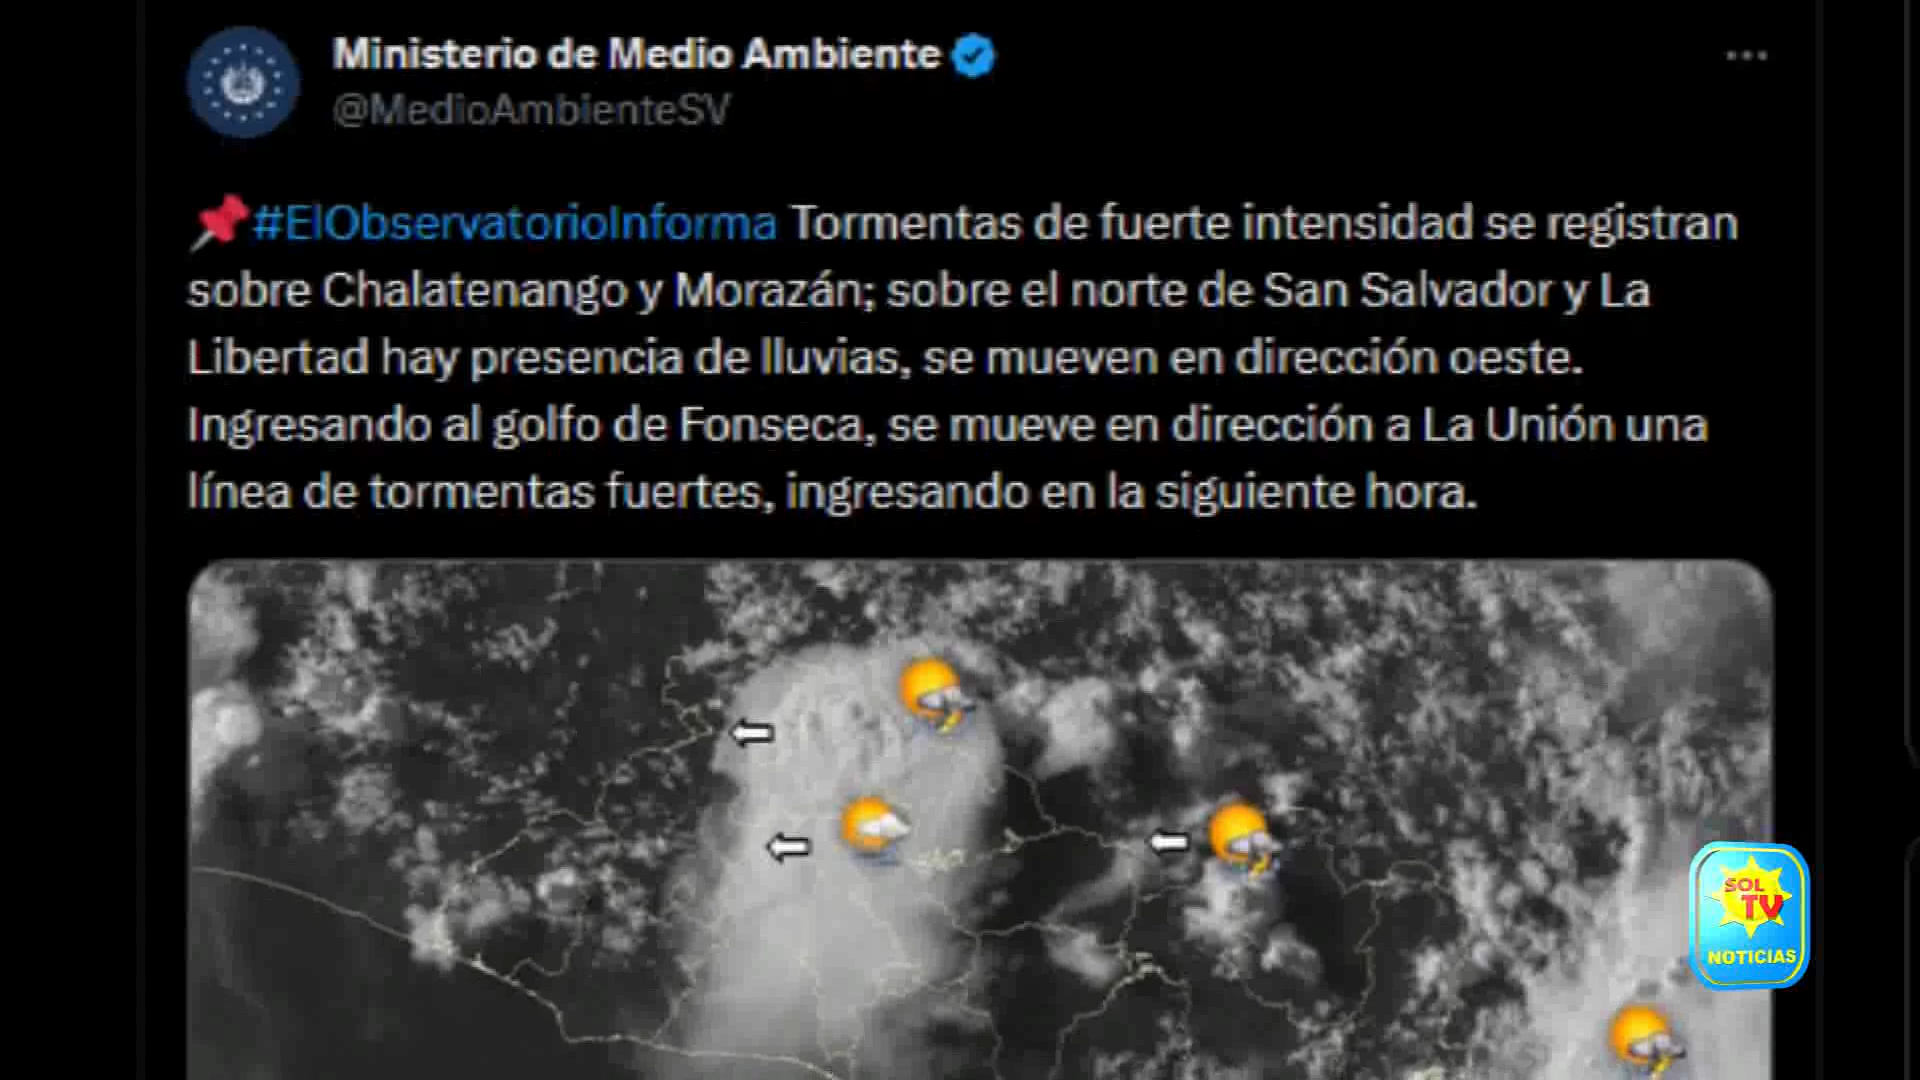 Ministerio de Medio Ambiente
@MedioAmbienteSV
#ElObservatorioInforma Tormentas de fuerte intensidad se registran
sobre Chalatenango y Morazán; sobre el norte de San Salvador y La
Libertad hay presencia de lluvias, se mueven en dirección oeste.
Ingresando al golfo de Fonseca, se mueve en dirección a La Unión una
línea de tormentas fuertes, ingresando en la siguiente hora.
SOL
TV
NOTICIAS